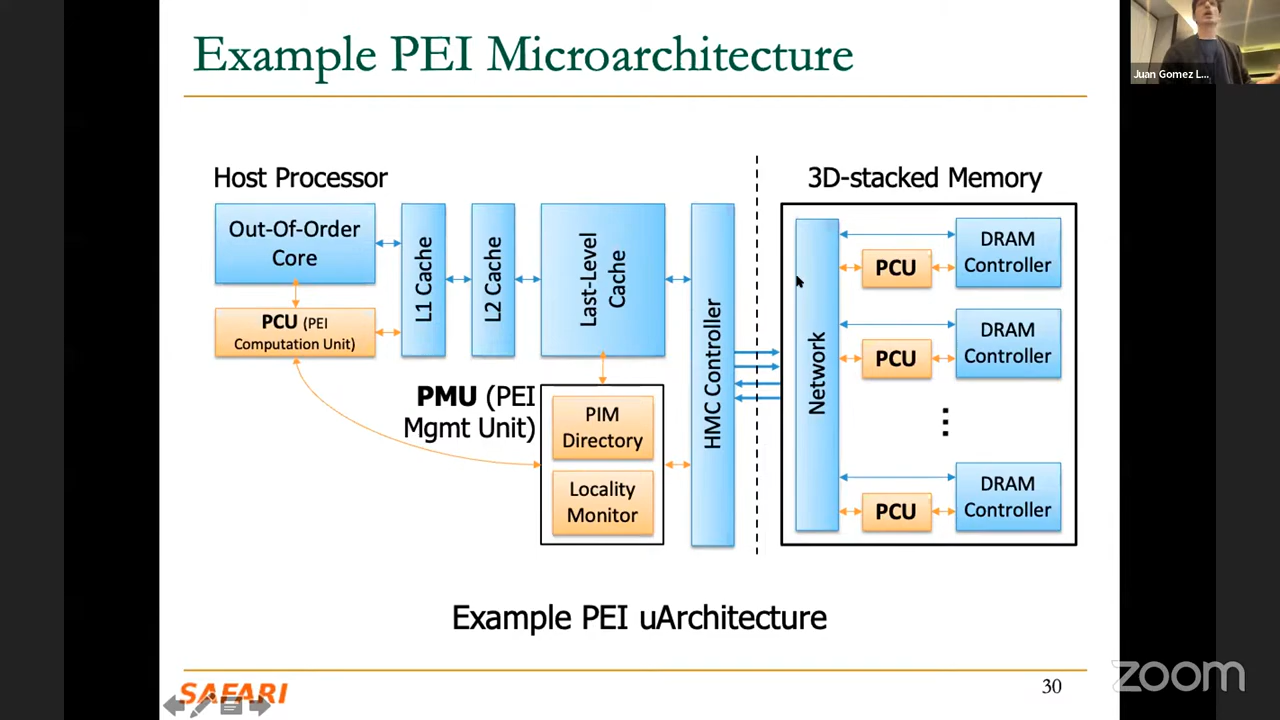 Example PEI Microarchitecture
Juan Gomez L...
Host Processor
3D-stacked Memory
Out-Of-Order
Core
L1 Cache
L2 Cache
Last-Level
Cache
HMC Controller
Network
DRAM
Controller
PCU
PCU (PEI
Computation Unit)
DRAM
Controller
PCU
PMU (PEI
Mgmt Unit)
PIM
Directory
Locality
Monitor
DRAM
Controller
PCU
Example PEI uArchitecture
SAFARI
30
zoom